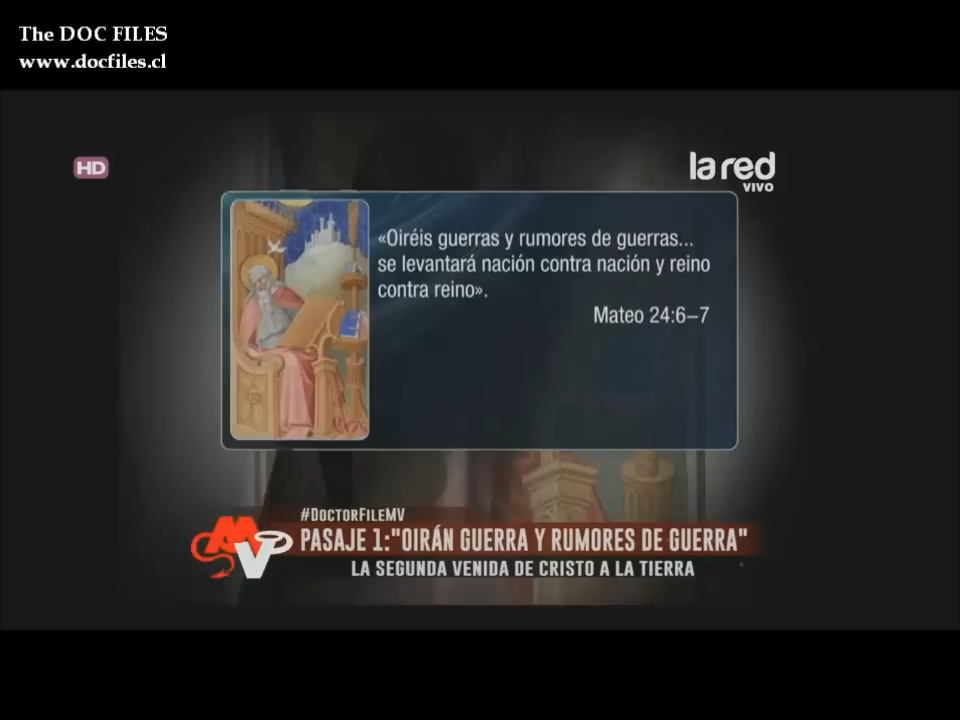 The DOC FILES
www.docfiles.cl
HD
la red
VIVO
«Oiréis guerras y rumores de guerras...
se levantará nación contra nación y reino
contra reino».
Mateo 24:6–7
#DOCTORFILEMV
MV
PASAJE 1:"OIRÁN GUERRA Y RUMORES DE GUERRA"
LA SEGUNDA VENIDA DE CRISTO A LA TIERRA